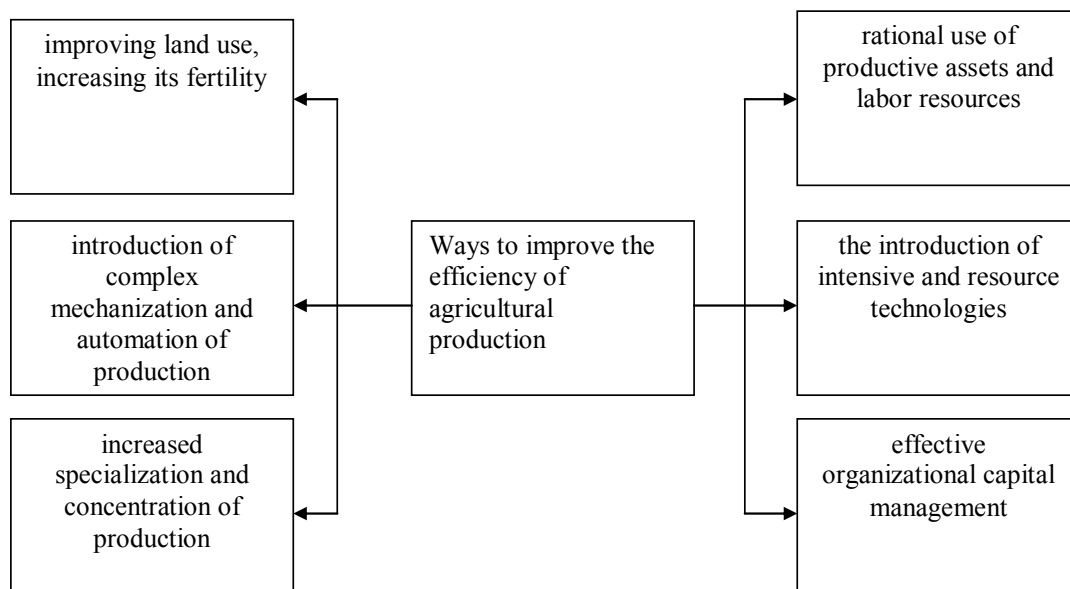 improving land use,
increasing its fertility
introduction of
complex
mechanization and
automation of
production
increased
specialization and
concentration of
production
Ways to improve the
efficiency of
agricultural
production
rational use of
productive assets and
labor resources
the introduction of
intensive and resource
technologies
effective
organizational capital
management